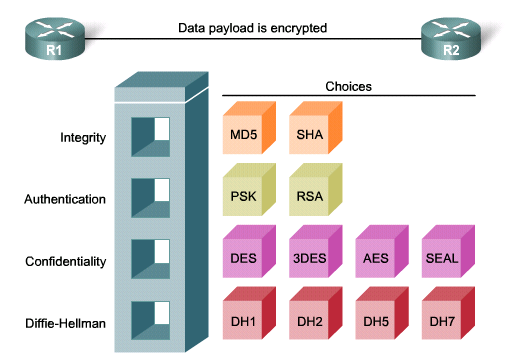 Data payload is encrypted
R1
R2
Choices
Integrity
MD5 SHA
Authentication
PSK RSA
Confidentiality
DES 3DES AES SEAL
Diffie-Hellman
DH1 DH2 DH5 DH7